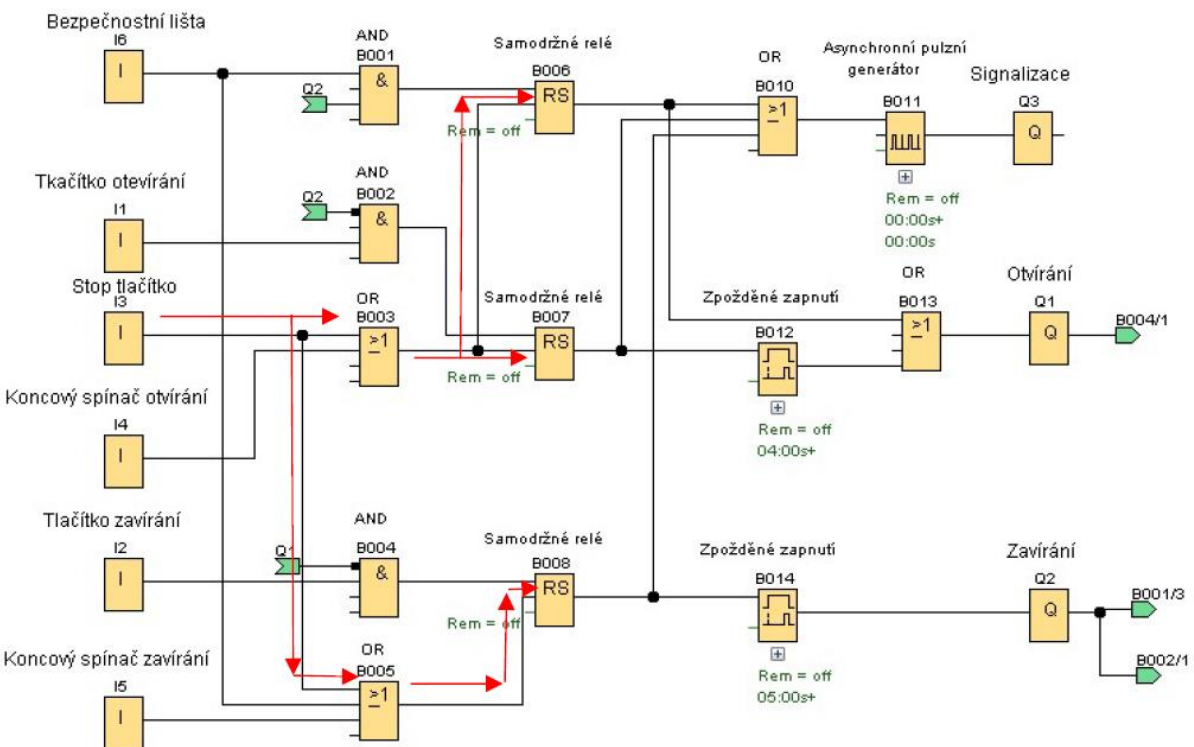 Bezpečnostní lišta
I6
I
AND
B001
&
Q2
Samodržné relé
B006
RS
Rem = off
OR
B010
≥1
Asynchronní pulzní
generátor
B011
Rem = off
00:00s+
00:00s
Signalizace
Q3
Q
Tkačítko otevírání
I1
I
AND
B002
&
Q2
Stop tlačítko
I3
I
OR
B003
≥1
Samodržné relé
B007
RS
Rem = off
Zpožděné zapnutí
B012
Rem = off
04:00s+
OR
B013
≥1
Otvírání
Q1
Q
B004/1
Koncový spínač otvírání
I4
I
Tlačítko zavírání
I2
I
AND
B004
&
Q1
Samodržné relé
B008
RS
Rem = off
Zpožděné zapnutí
B014
Rem = off
05:00s+
Zavírání
Q2
Q
B001/3
B002/1
Koncový spínač zavírání
I5
I
OR
B005
≥1